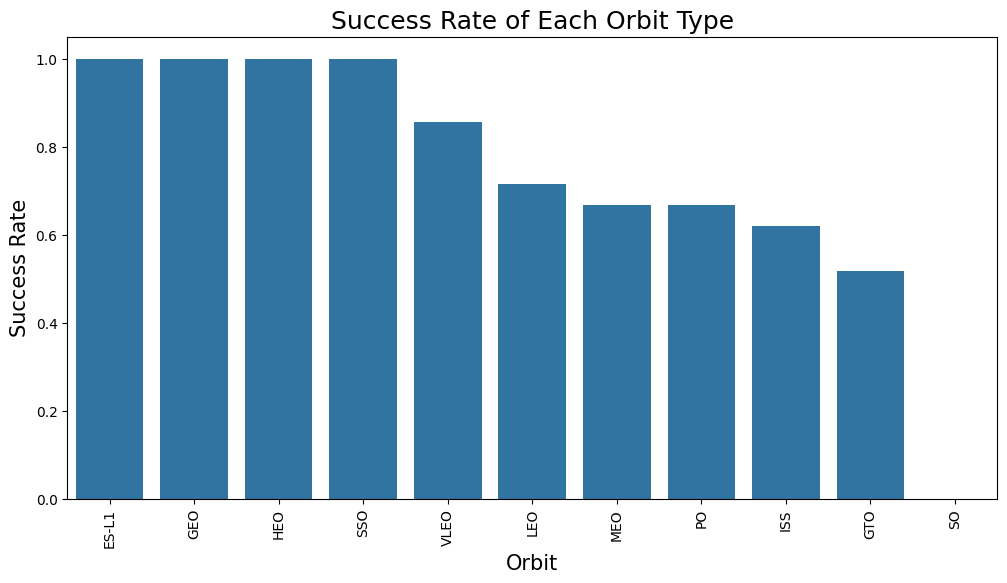 Success Rate of Each Orbit Type
Success Rate
1.0
0.8
0.6
0.4
0.2
0.0
ES-L1
GEO
HEO
SSO
VLEO
LEO
MEO
PO
ISS
GTO
SO
Orbit